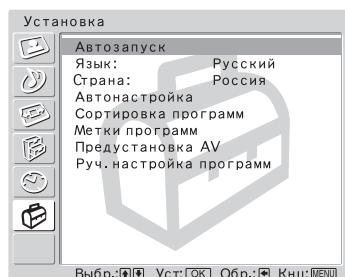 Установка
Автозапуск
Язык: Русский
Страна: Россия
Автонастройка
Сортировка программ
Метки программ
Предустановка AV
Руч.настройка программ
Выбр.: Уст: OK Обр.: Кнц: MENU